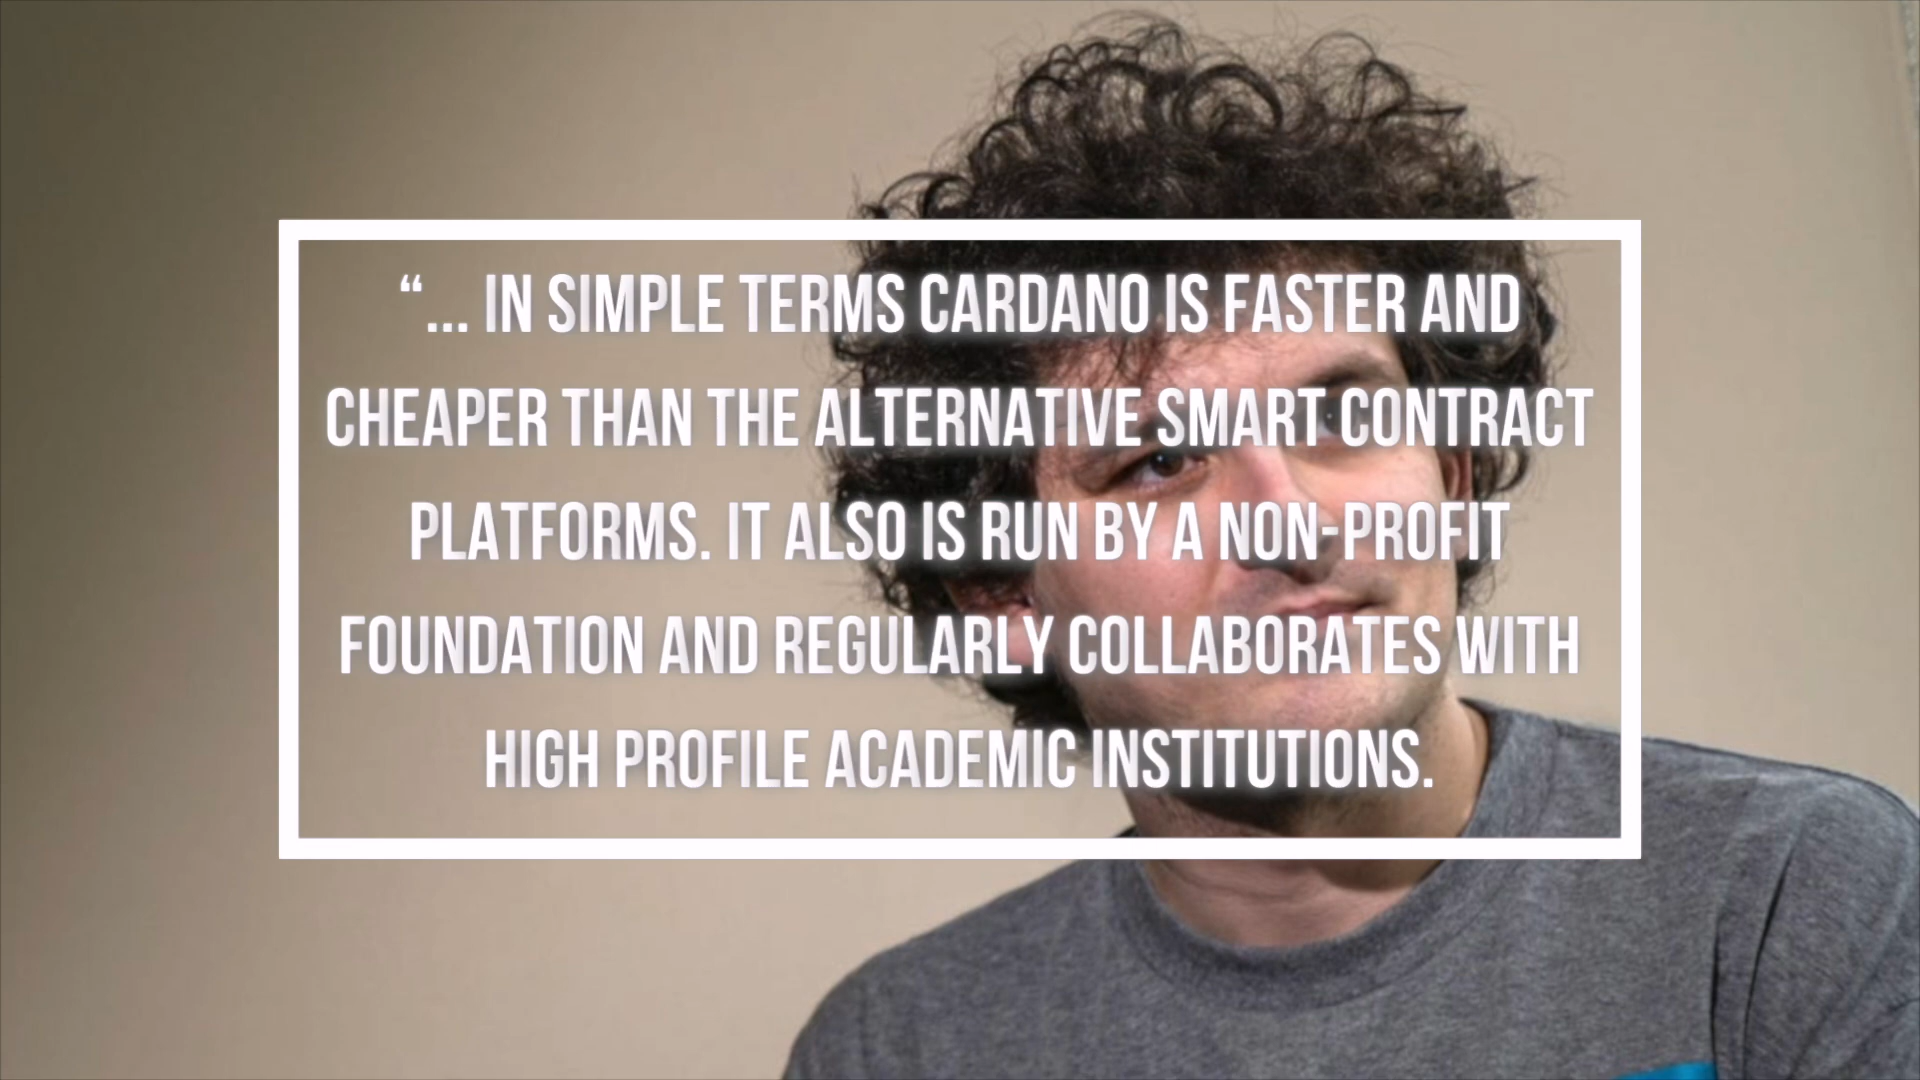 “... IN SIMPLE TERMS CARDANO IS FASTER AND
CHEAPER THAN THE ALTERNATIVE SMART CONTRACT
PLATFORMS. IT ALSO IS RUN BY A NON-PROFIT
FOUNDATION AND REGULARLY COLLABORATES WITH
HIGH PROFILE ACADEMIC INSTITUTIONS.